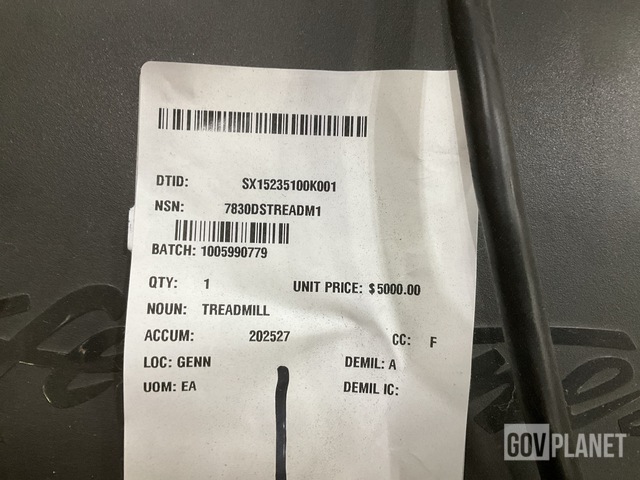 DTID: SX15235100K001
NSN: 7830DSTREADM1
BATCH: 1005990779
QTY: 1 UNIT PRICE: $5000.00
NOUN: TREADMILL
ACCUM: 202527 CC: F
LOC: GENN DEMIL: A
UOM: EA DEMIL IC:
GOVPLANET